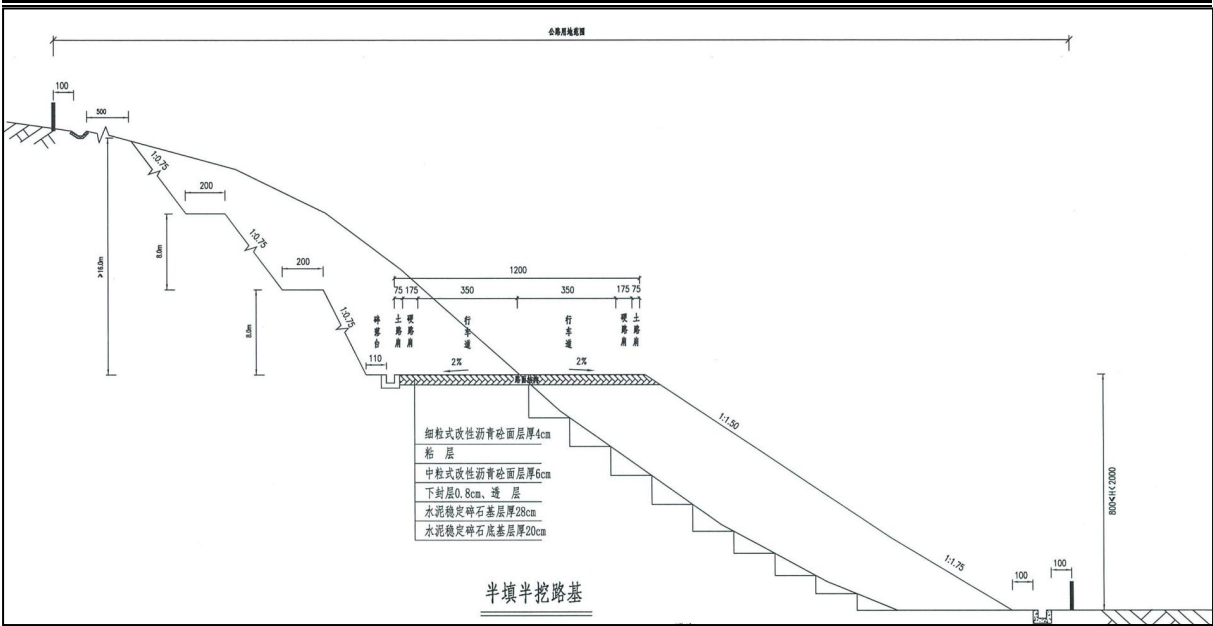 公路用地范围
100
500
1:0.75
200
≥16.0m
8.0m
1:0.75
200
8.0m
1:0.75
1200
75 175 350 350 175 75
碎落台
土路肩
硬路肩
行车道
行车道
硬路肩
土路肩
110
2%
2%
路面结构
细粒式改性沥青砼面层厚4cm
粘 层
中粒式改性沥青砼面层厚6cm
下封层0.8cm、透 层
水泥稳定碎石基层厚28cm
水泥稳定碎石底基层厚20cm
1:1.50
800<H<2000
1:1.75
100
100
半填半挖路基